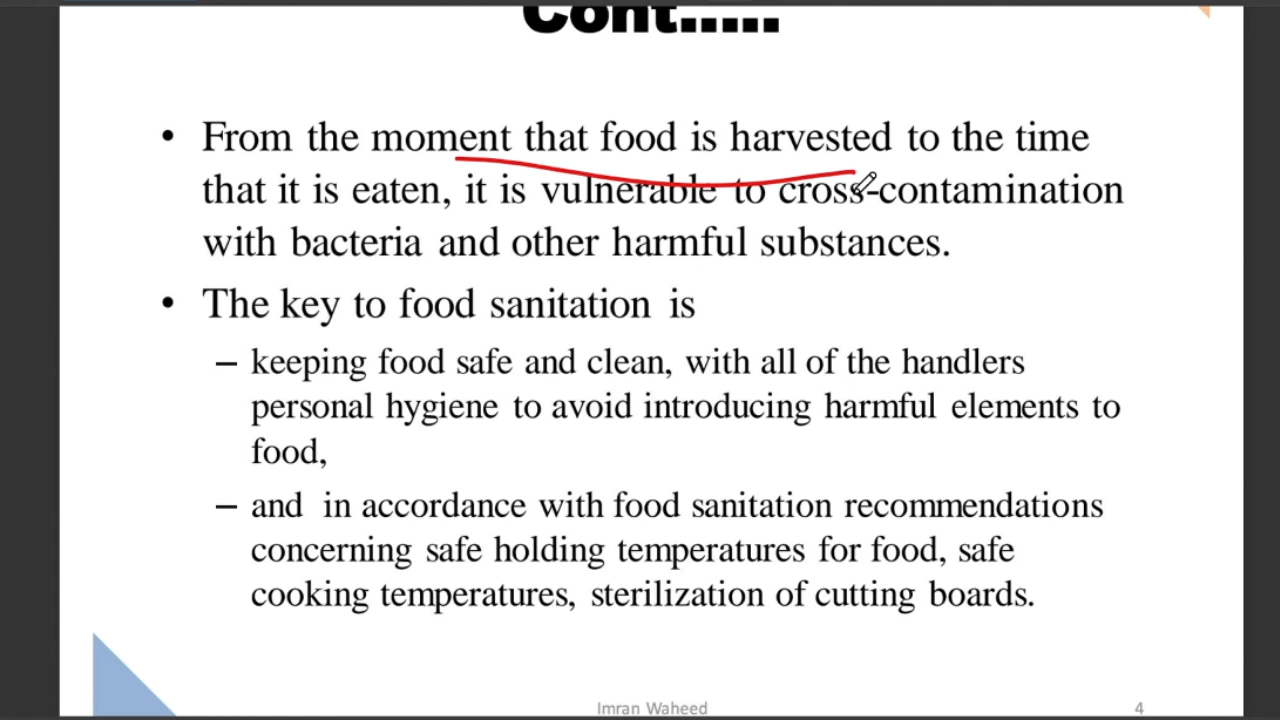 Cont.....
• From the moment that food is harvested to the time
that it is eaten, it is vulnerable to cross-contamination
with bacteria and other harmful substances.
• The key to food sanitation is
– keeping food safe and clean, with all of the handlers
personal hygiene to avoid introducing harmful elements to
food,
– and in accordance with food sanitation recommendations
concerning safe holding temperatures for food, safe
cooking temperatures, sterilization of cutting boards.
Imran Waheed
4